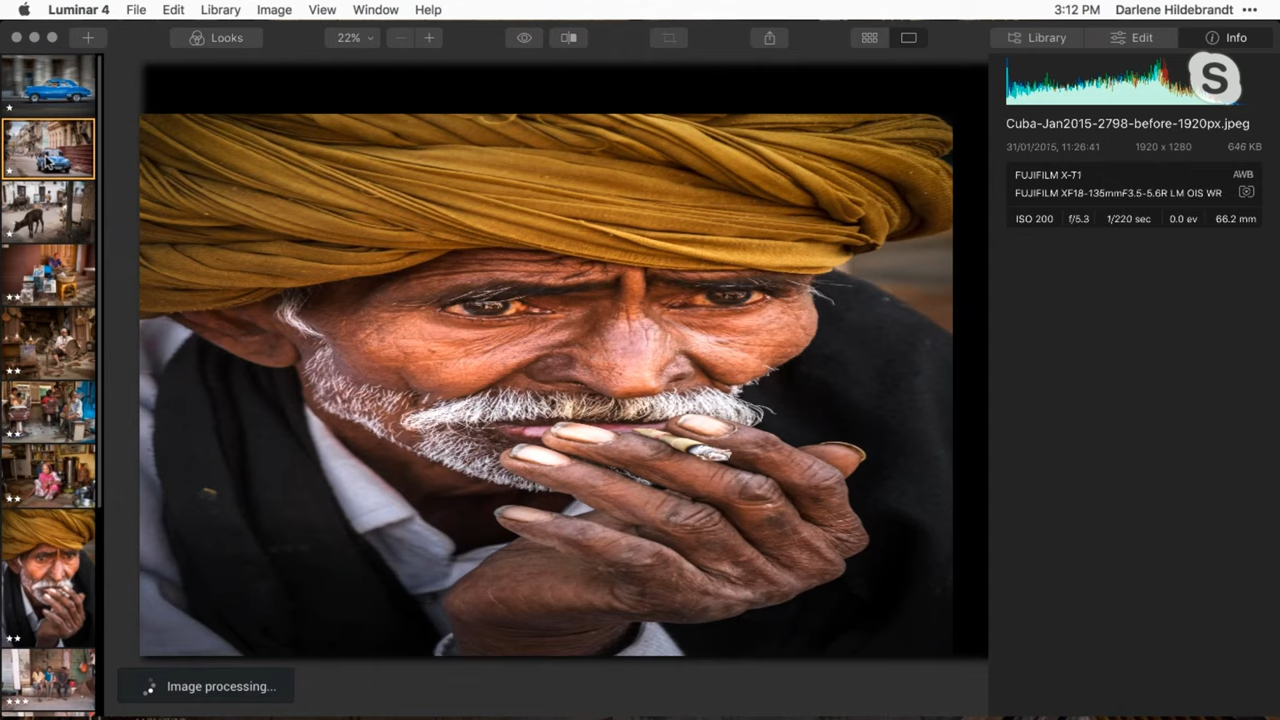 Luminar 4 File Edit Library Image View Window Help 3:12 PM Darlene Hildebrandt
Looks 22% Library Edit Info
S
Cuba-Jan2015-2798-before-1920px.jpeg
31/01/2015, 11:26:41 1920 x 1280 646 KB
FUJIFILM X-T1 AWB
FUJIFILM XF18-135mmF3.5-5.6R LM OIS WR
ISO 200 f/5.3 1/220 sec 0.0 ev 66.2 mm
Image processing...